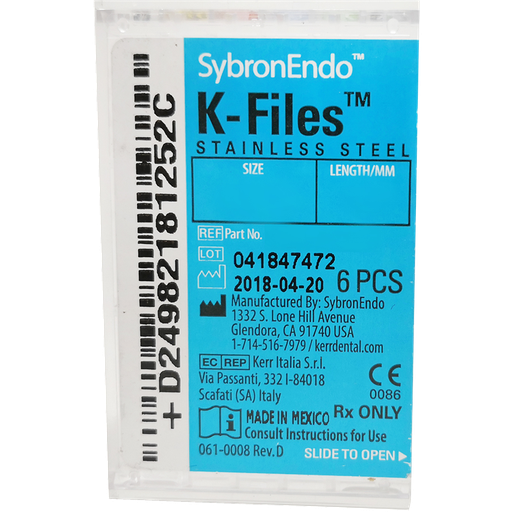 SybronEndo™
K-Files™
STAINLESS STEEL
SIZE LENGTH/MM
REF Part No.
LOT 041847472
2018-04-20 6 PCS
Manufactured By: SybronEndo
1332 S. Lone Hill Avenue
Glendora, CA 91740 USA
1-714-516-7979 / kerrdental.com
EC REP Kerr Italia S.r.l.
Via Passanti, 332 I-84018
Scafati (SA) Italy
CE 0086
Rx ONLY
i MADE IN MEXICO
Consult Instructions for Use
061-0008 Rev.D SLIDE TO OPEN
+D24982181252C